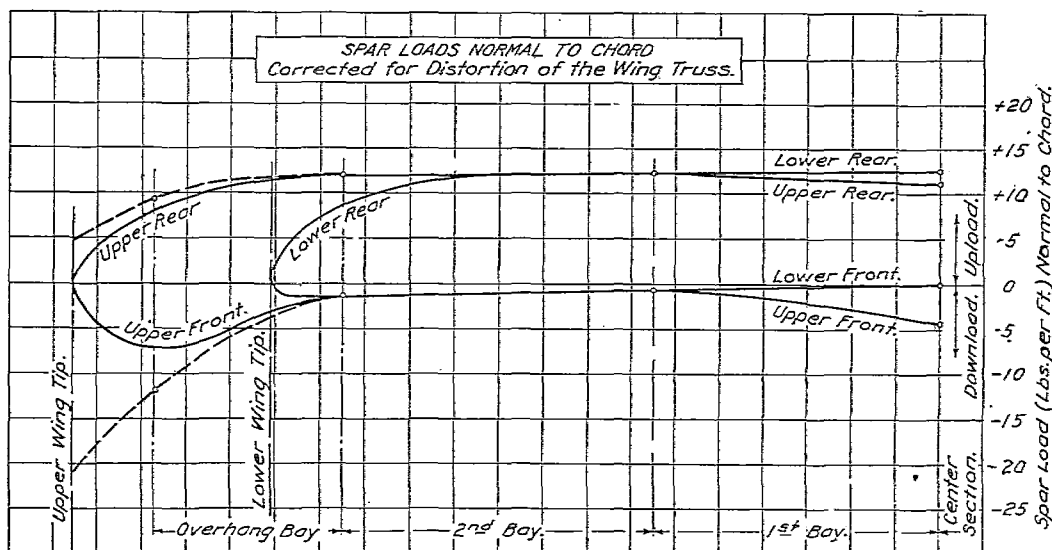 SPAR LOADS NORMAL TO CHORD
Corrected for Distortion of the Wing Truss.
+20
+15
+10
-5
0
-5
-10
-15
-20
-25
Spar Load (Lbs. per Ft.) Normal to Chord.
Upload.
Download.
Lower Rear.
Upper Rear.
Lower Front.
Upper Front.
Upper Rear
Lower Rear
Upper Front.
Upper Wing Tip.
Lower Wing Tip.
Center
Section.
Overhang Bay
2nd Bay.
1st Bay.